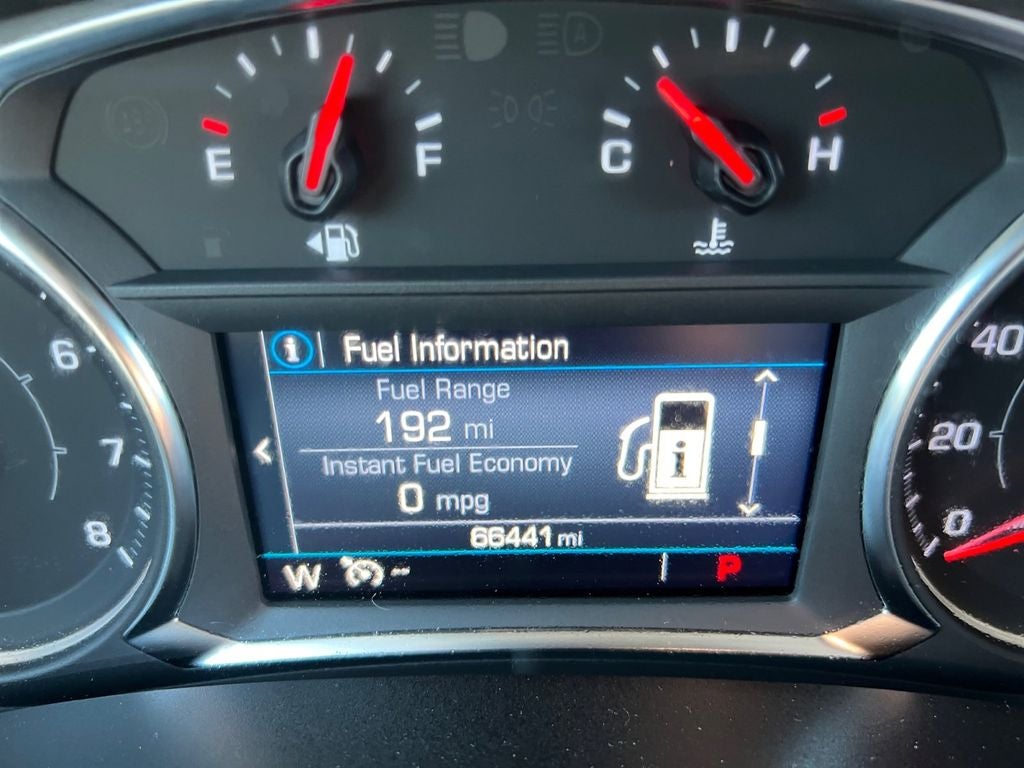 E F
C H
i Fuel Information
Fuel Range
192 mi
Instant Fuel Economy
0 mpg
i
66441 mi
W --
P
6
7
8
40
20
0